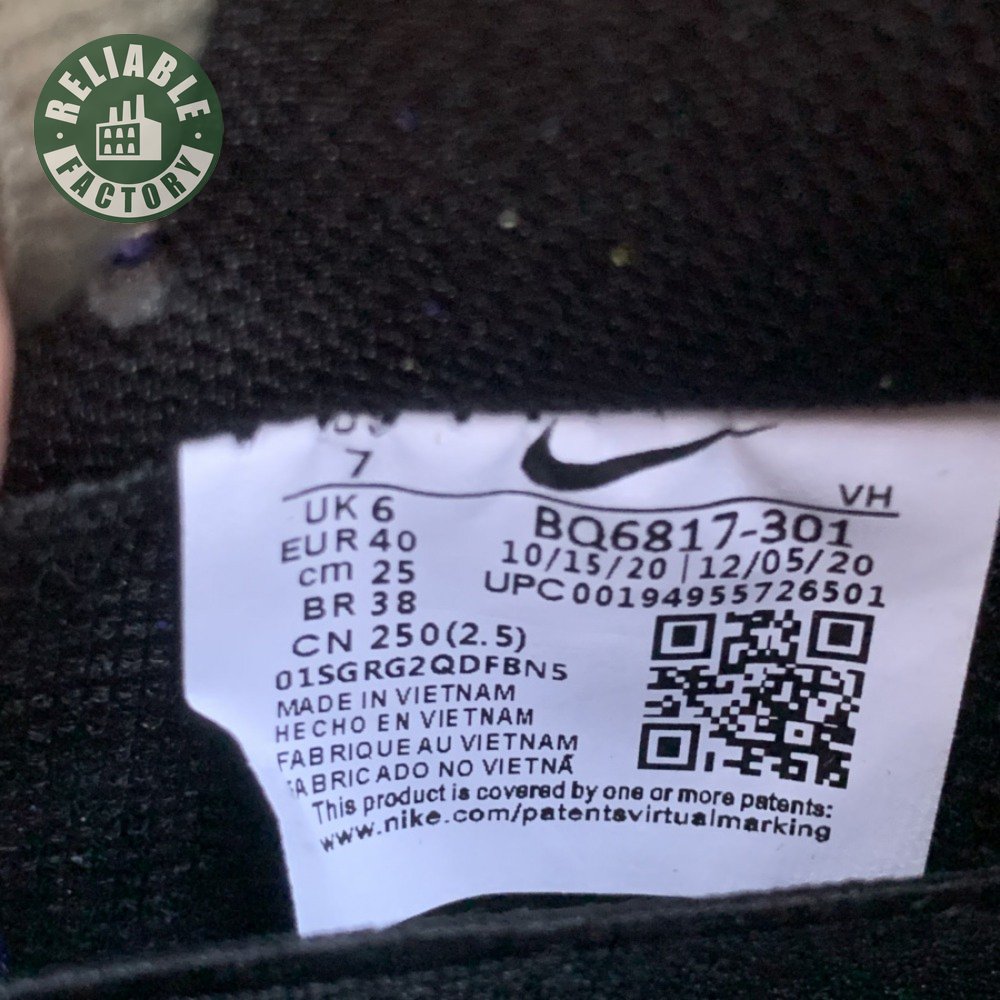 RELIABLE
FACTORY
7
VH
UK 6
BQ6817-301
EUR 40
10/15/20 | 12/05/20
cm 25
UPC00194955726501
BR 38
CN 250(2.5)
01SGRG2QDFBN5
MADE IN VIETNAM
HECHO EN VIETNAM
FABRIQUE AU VIETNAM
FABRICADO NO VIETNÃ
This product is covered by one or more patents:
www.nike.com/patentsvirtualmarking